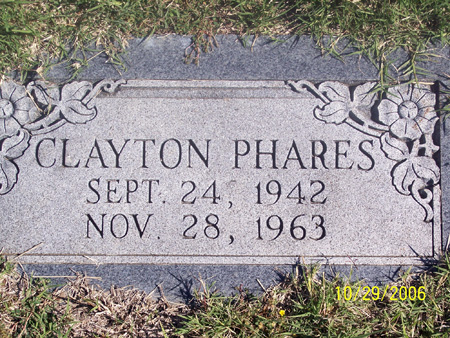 CLAYTON PHARES
SEPT. 24, 1942
NOV. 28, 1963
10/29/2006